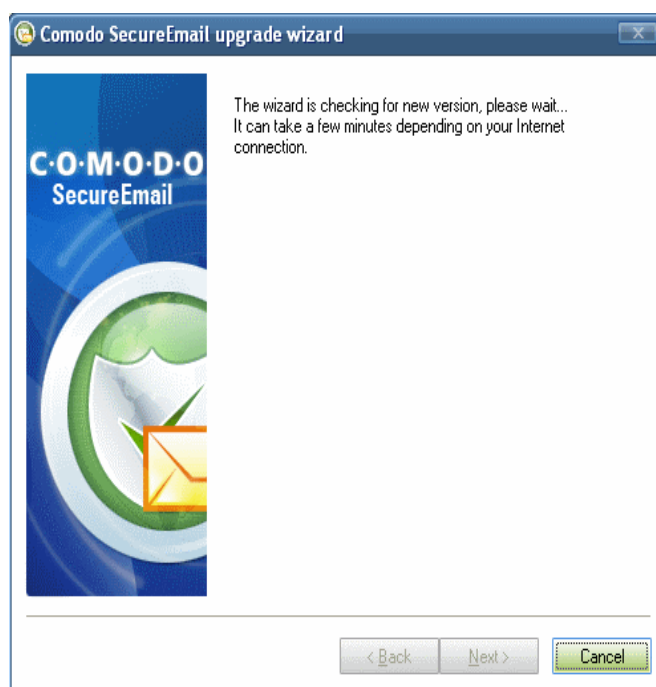 Comodo SecureEmail upgrade wizard
X
The wizard is checking for new version, please wait...
It can take a few minutes depending on your Internet
connection.
C·O·M·O·D·O
SecureEmail
< Back Next > Cancel